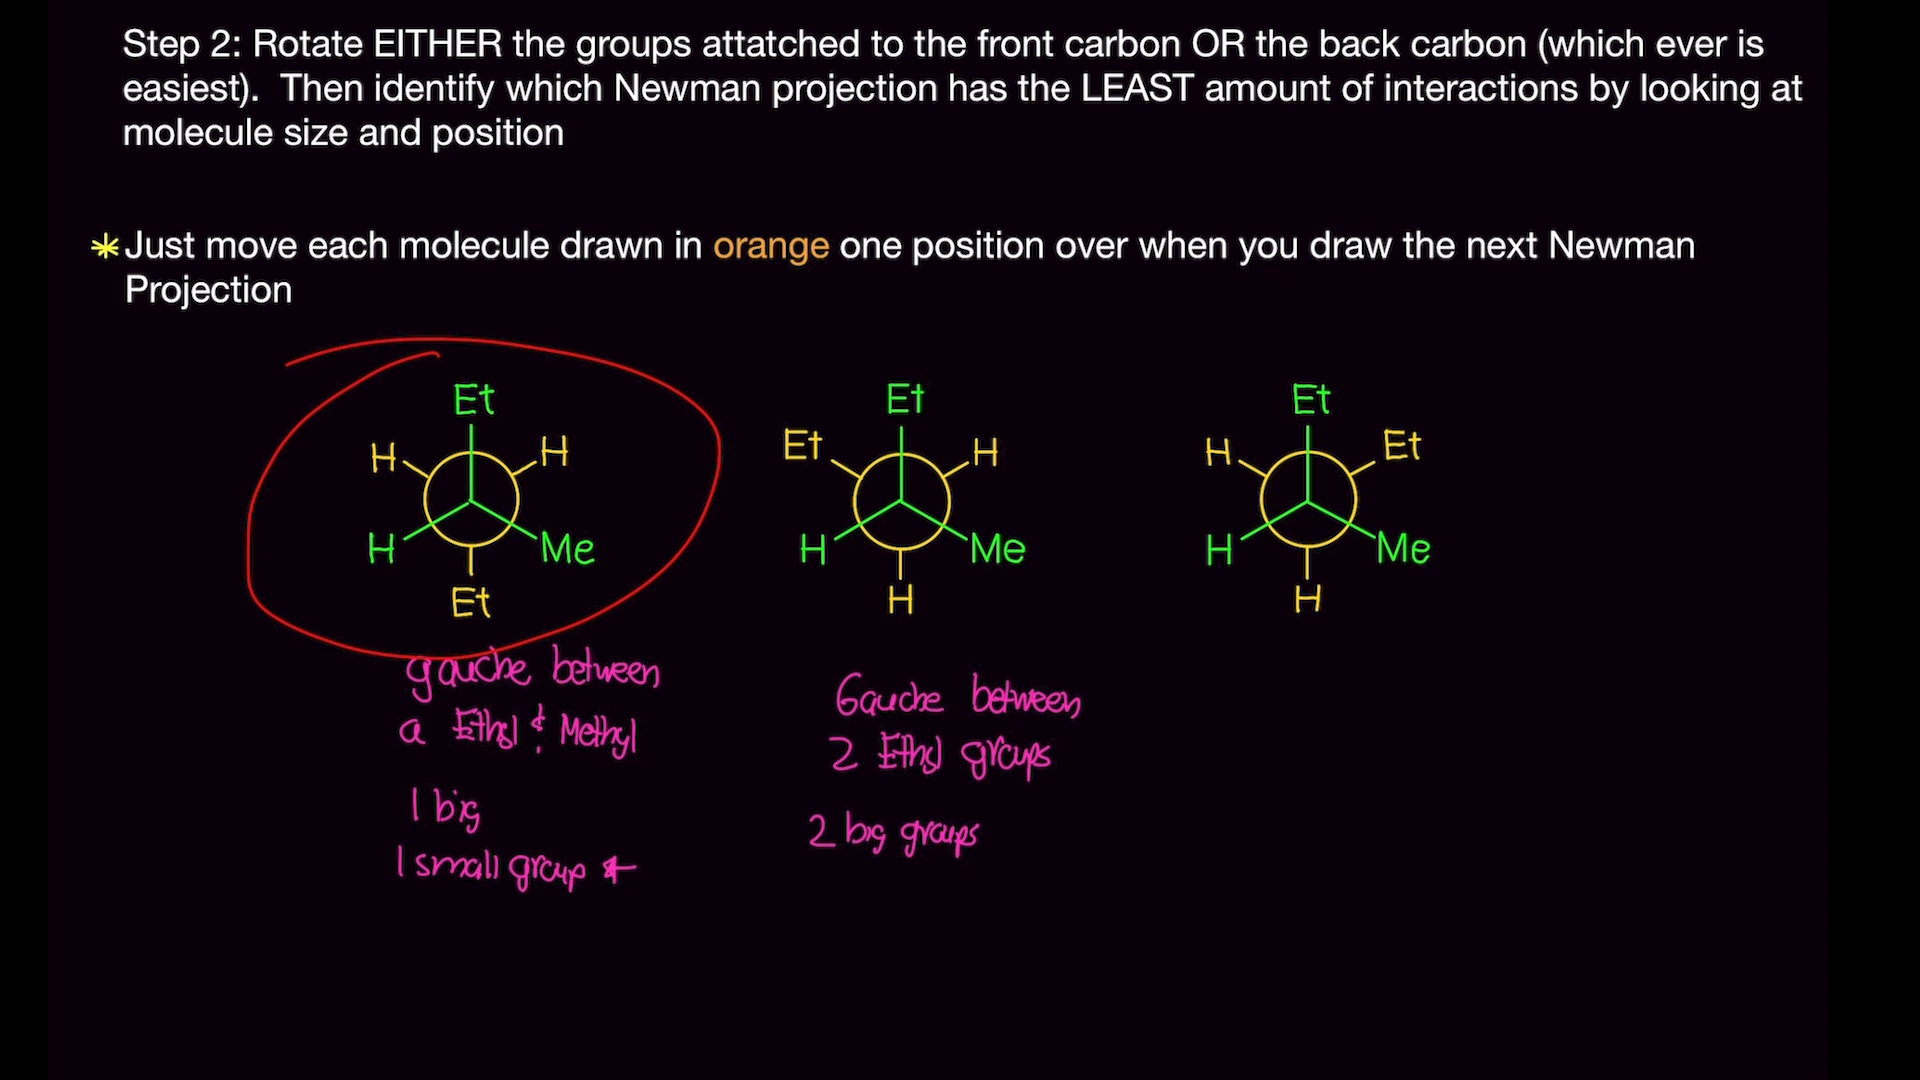 Step 2: Rotate EITHER the groups attatched to the front carbon OR the back carbon (which ever is
easiest). Then identify which Newman projection has the LEAST amount of interactions by looking at
molecule size and position
* Just move each molecule drawn in orange one position over when you draw the next Newman
Projection
Et
H H
H Me
Et
Et
Et H
H Me
H
Et
H Et
H Me
H
gauche between
a Ethyl & Methyl
1 big
1 small group
Gauche between
2 Ethyl groups
2 big groups